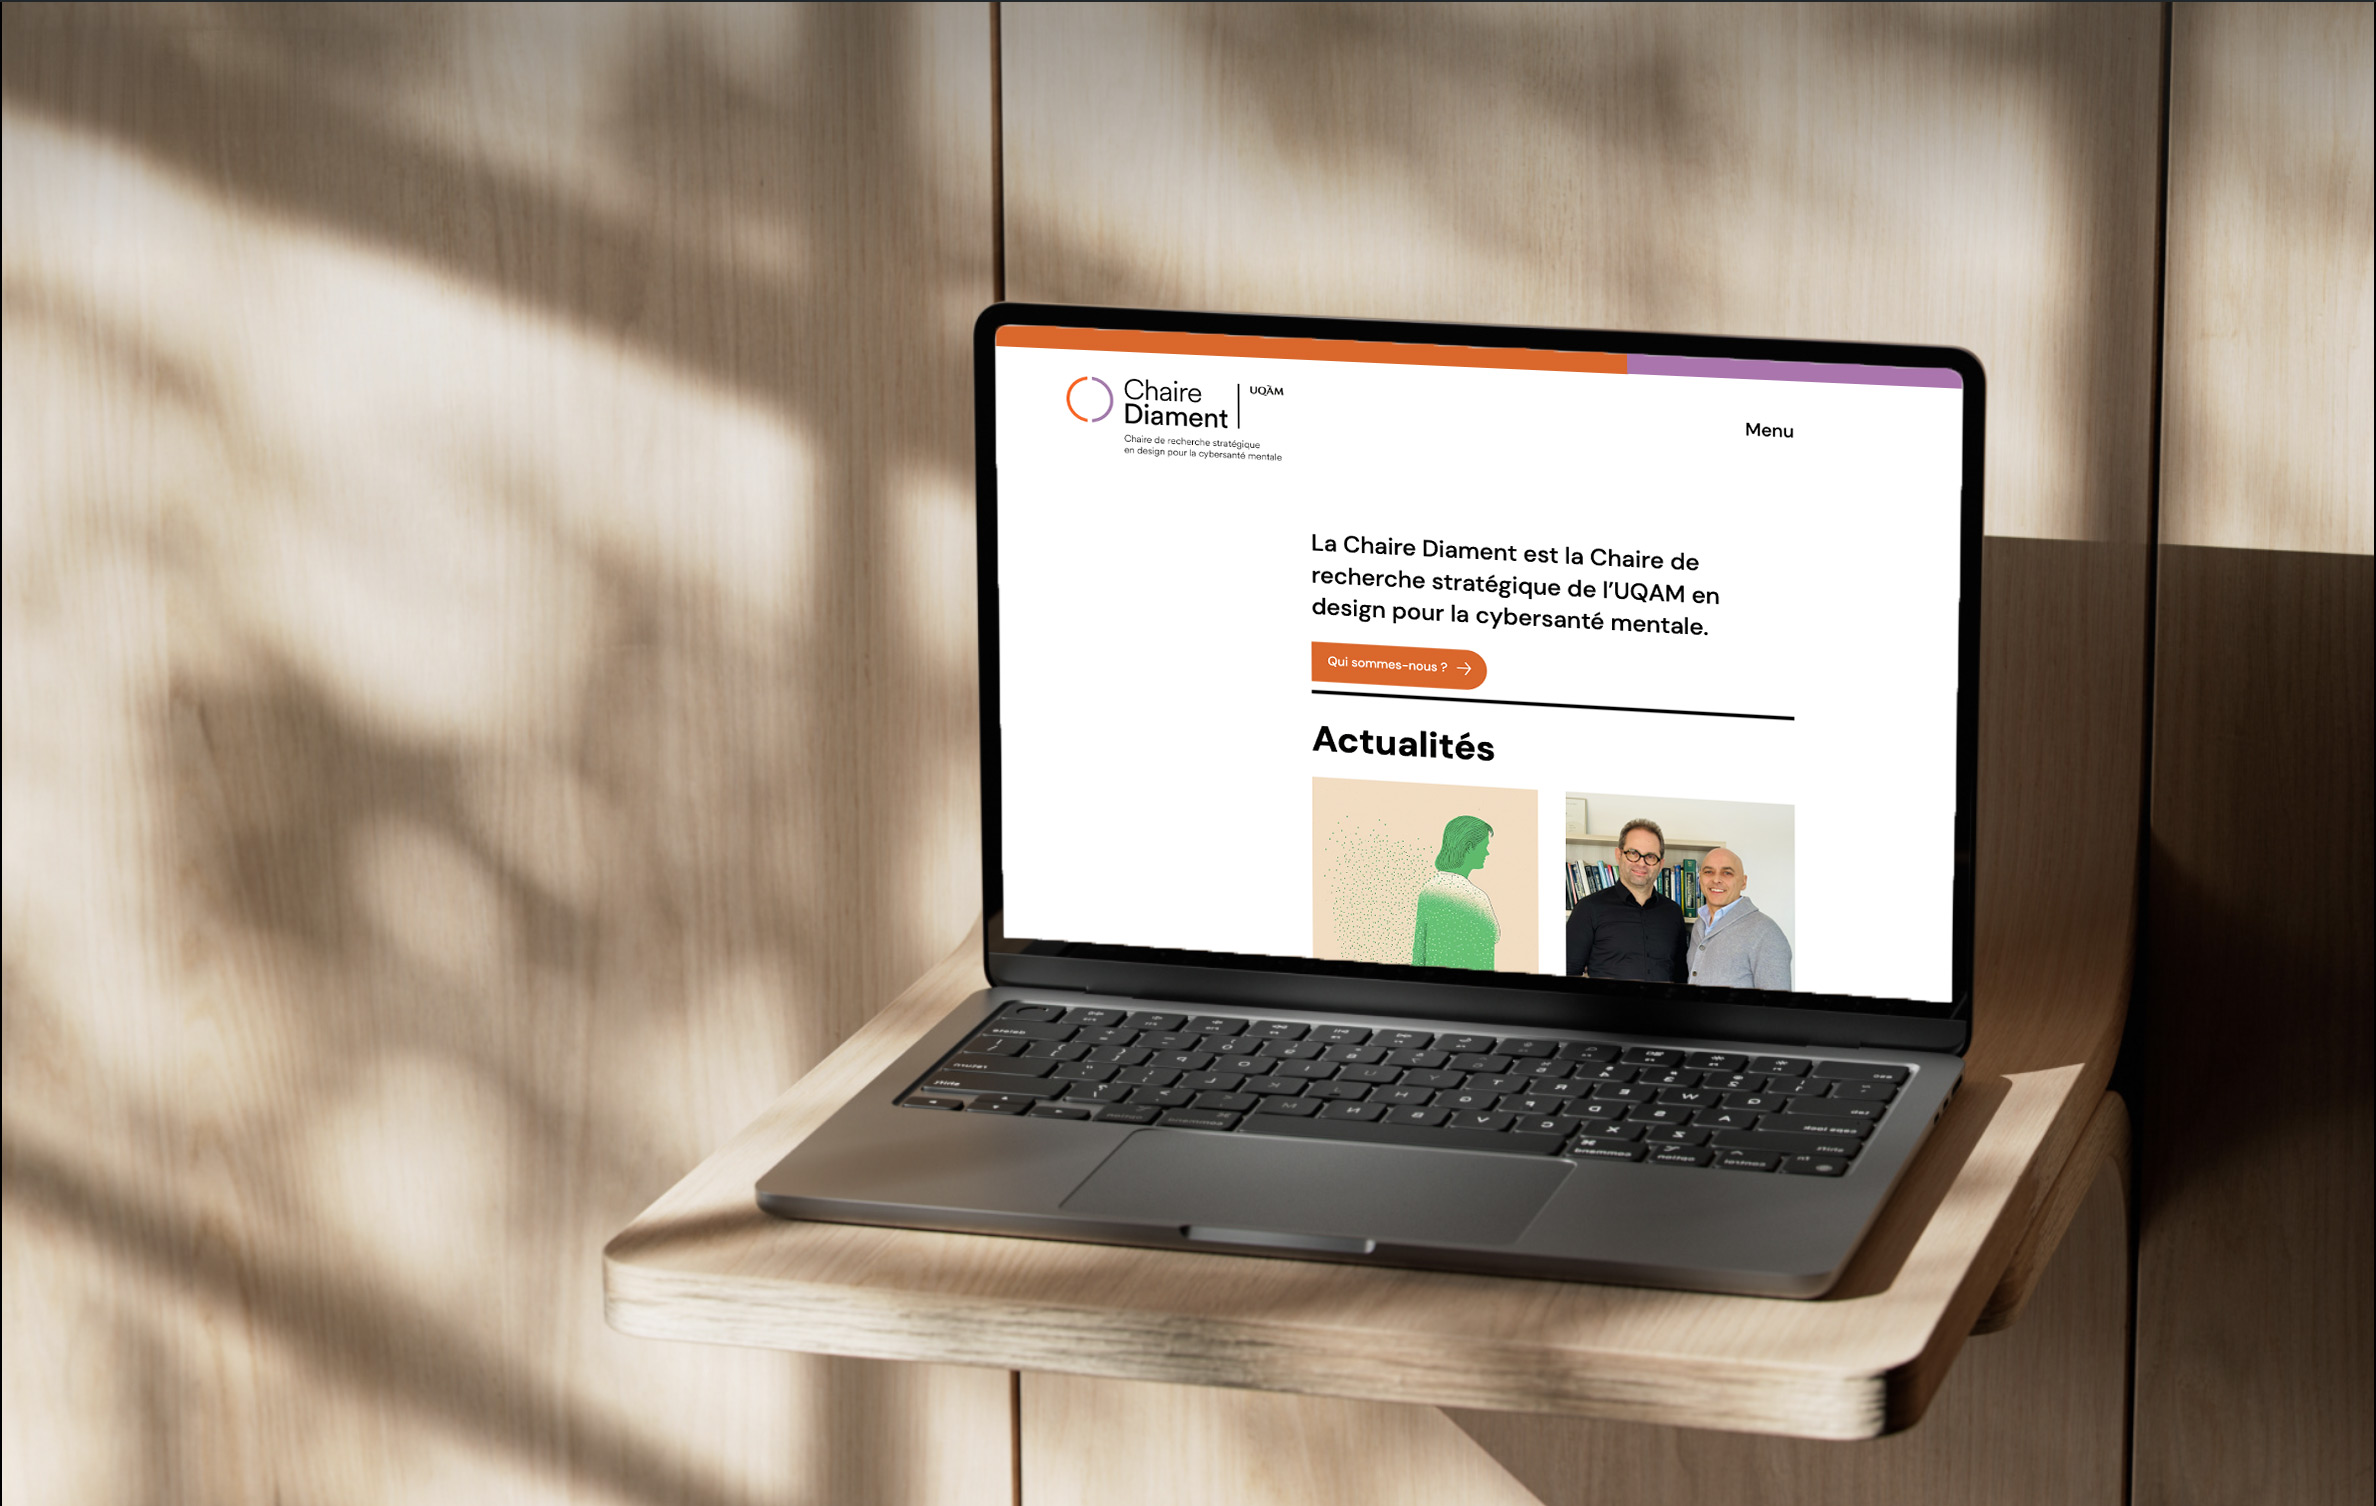 Chaire
Diament
UQÀM
Chaire de recherche stratégique
en design pour la cybersanté mentale
Menu
La Chaire Diament est la Chaire de
recherche stratégique de l’UQAM en
design pour la cybersanté mentale.
Qui sommes-nous ? →
Actualités